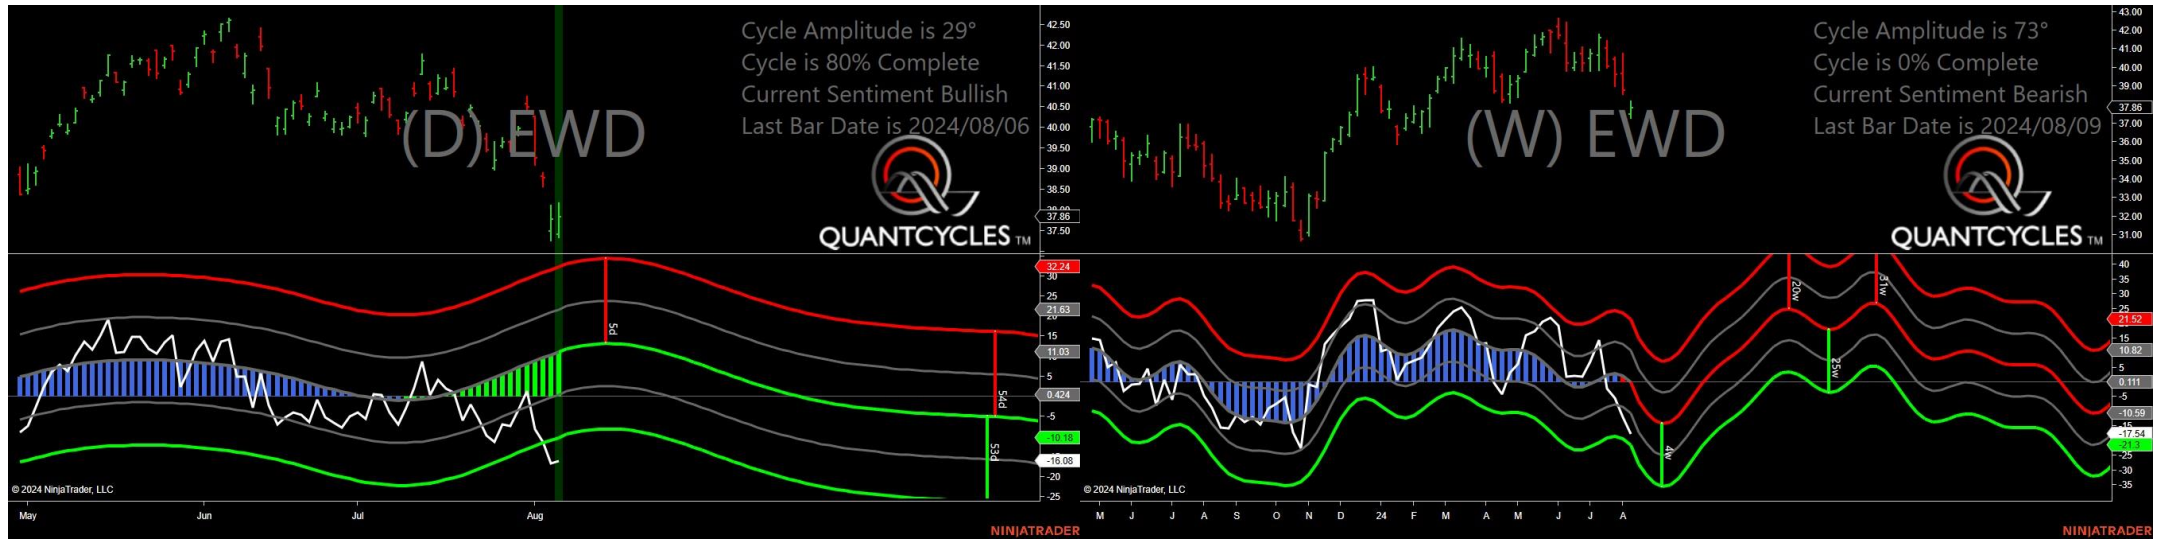 Cycle Amplitude is 29°
Cycle is 80% Complete
Current Sentiment Bullish
Last Bar Date is 2024/08/06
(D) EWD
QUANTCYCLES TM
42.50
42.00
41.50
41.00
40.50
40.00
39.50
39.00
38.50
37.86
37.50
32.24
30
25
21.63
20
15
11.03
5
0.424
-5
-10.18
-16.08
-20
-25
5d
54d
53d
© 2024 NinjaTrader, LLC
May Jun Jul Aug
NINJATRADER
Cycle Amplitude is 73°
Cycle is 0% Complete
Current Sentiment Bearish
Last Bar Date is 2024/08/09
(W) EWD
QUANTCYCLES TM
43.00
42.00
41.00
40.00
39.00
37.86
37.00
36.00
35.00
34.00
33.00
32.00
31.00
40
35
30
21.52
15
10.82
5
0.111
-5
-10.59
-17.54
-21.3
-25
-30
-35
20w
31w
25w
4w
© 2024 NinjaTrader, LLC
M J J A S O N D 24 F M A M J J A
NINJATRADER